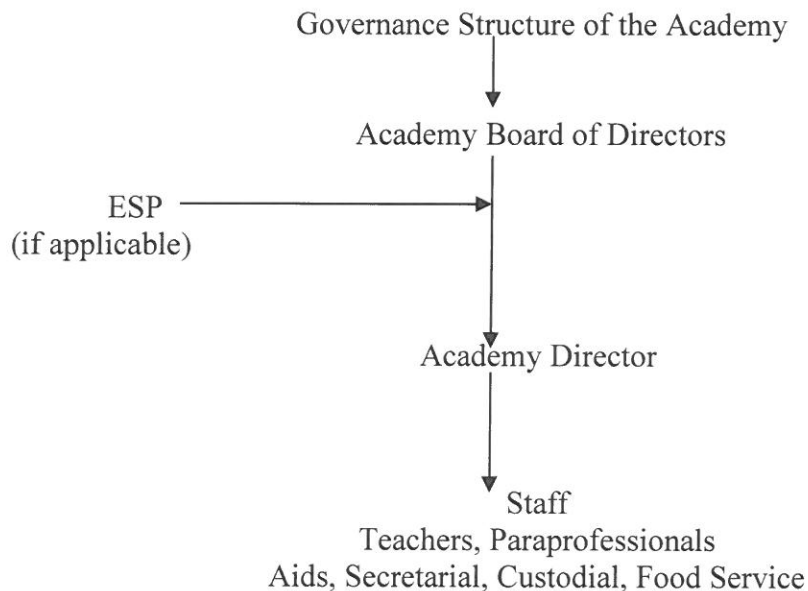 Governance Structure of the Academy
Academy Board of Directors
ESP
(if applicable)
Academy Director
Staff
Teachers, Paraprofessionals
Aids, Secretarial, Custodial, Food Service